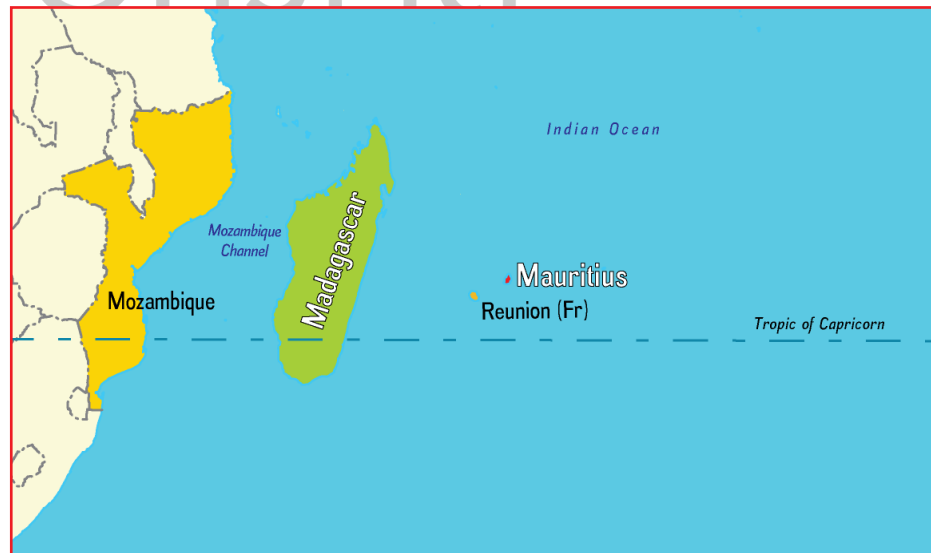 Indian Ocean
Mozambique
Channel
Madagascar
Mauritius
Mozambique
Reunion (Fr)
Tropic of Capricorn